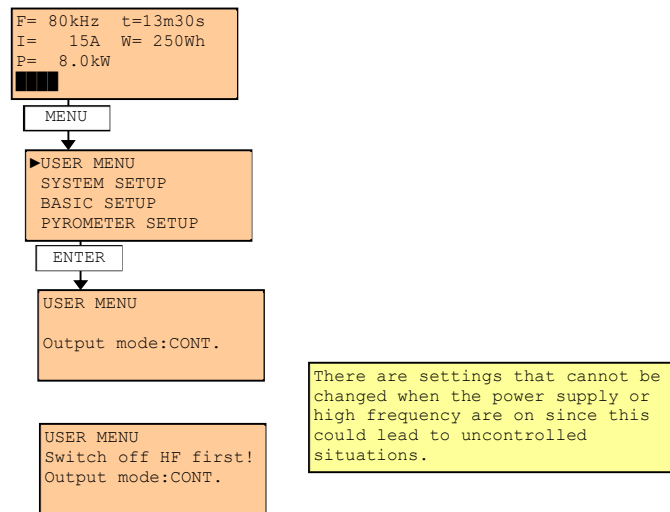 F= 80kHz t=13m30s
I= 15A W= 250Wh
P= 8.0kW
MENU
►USER MENU
SYSTEM SETUP
BASIC SETUP
PYROMETER SETUP
ENTER
USER MENU
Output mode:CONT.
There are settings that cannot be
changed when the power supply or
high frequency are on since this
could lead to uncontrolled
situations.
USER MENU
Switch off HF first!
Output mode:CONT.